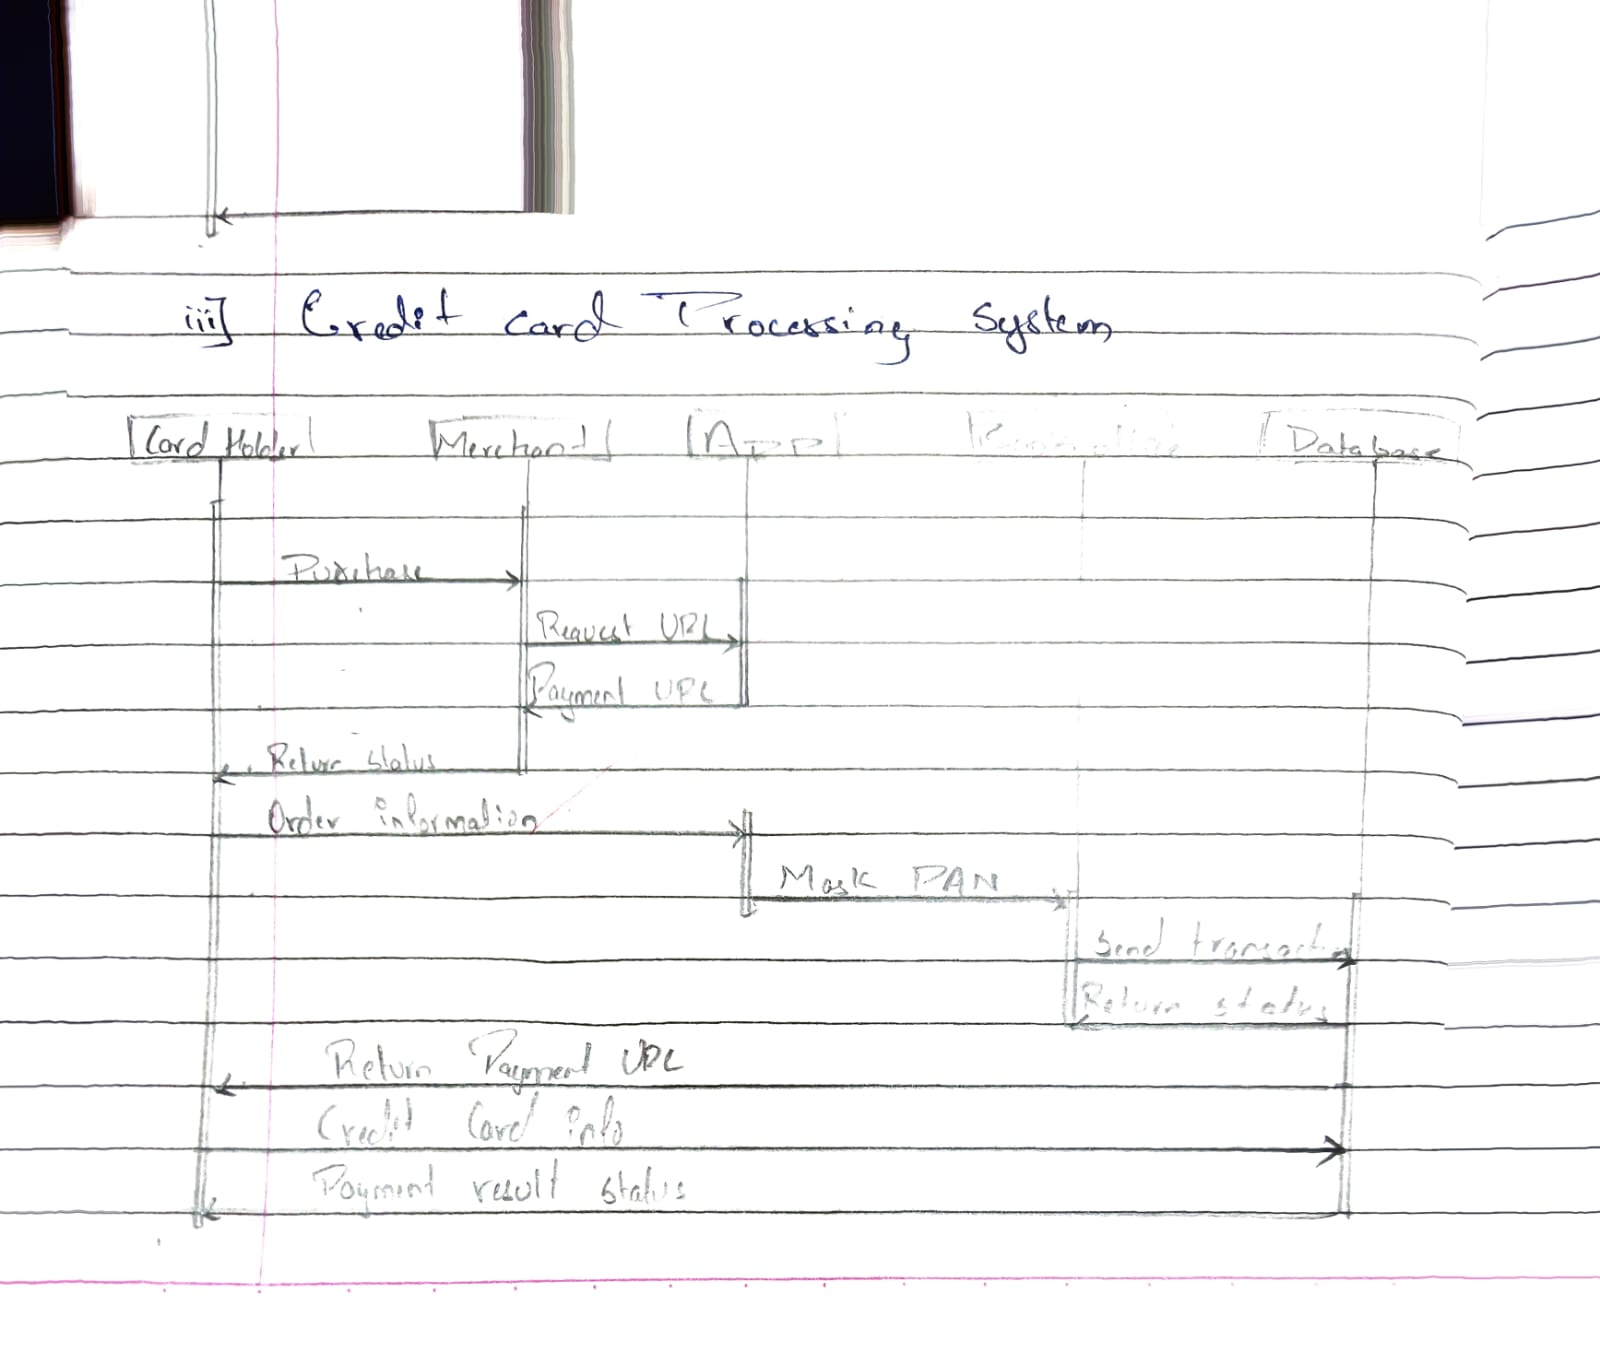 iii] Credit card Processing System
Card Holder Merchant App Database
Purchase
Request URL
Payment URL
Return status
Order information
Mask PAN
Send transaction
Return status
Return Payment URL
Credit Card info
Payment result status